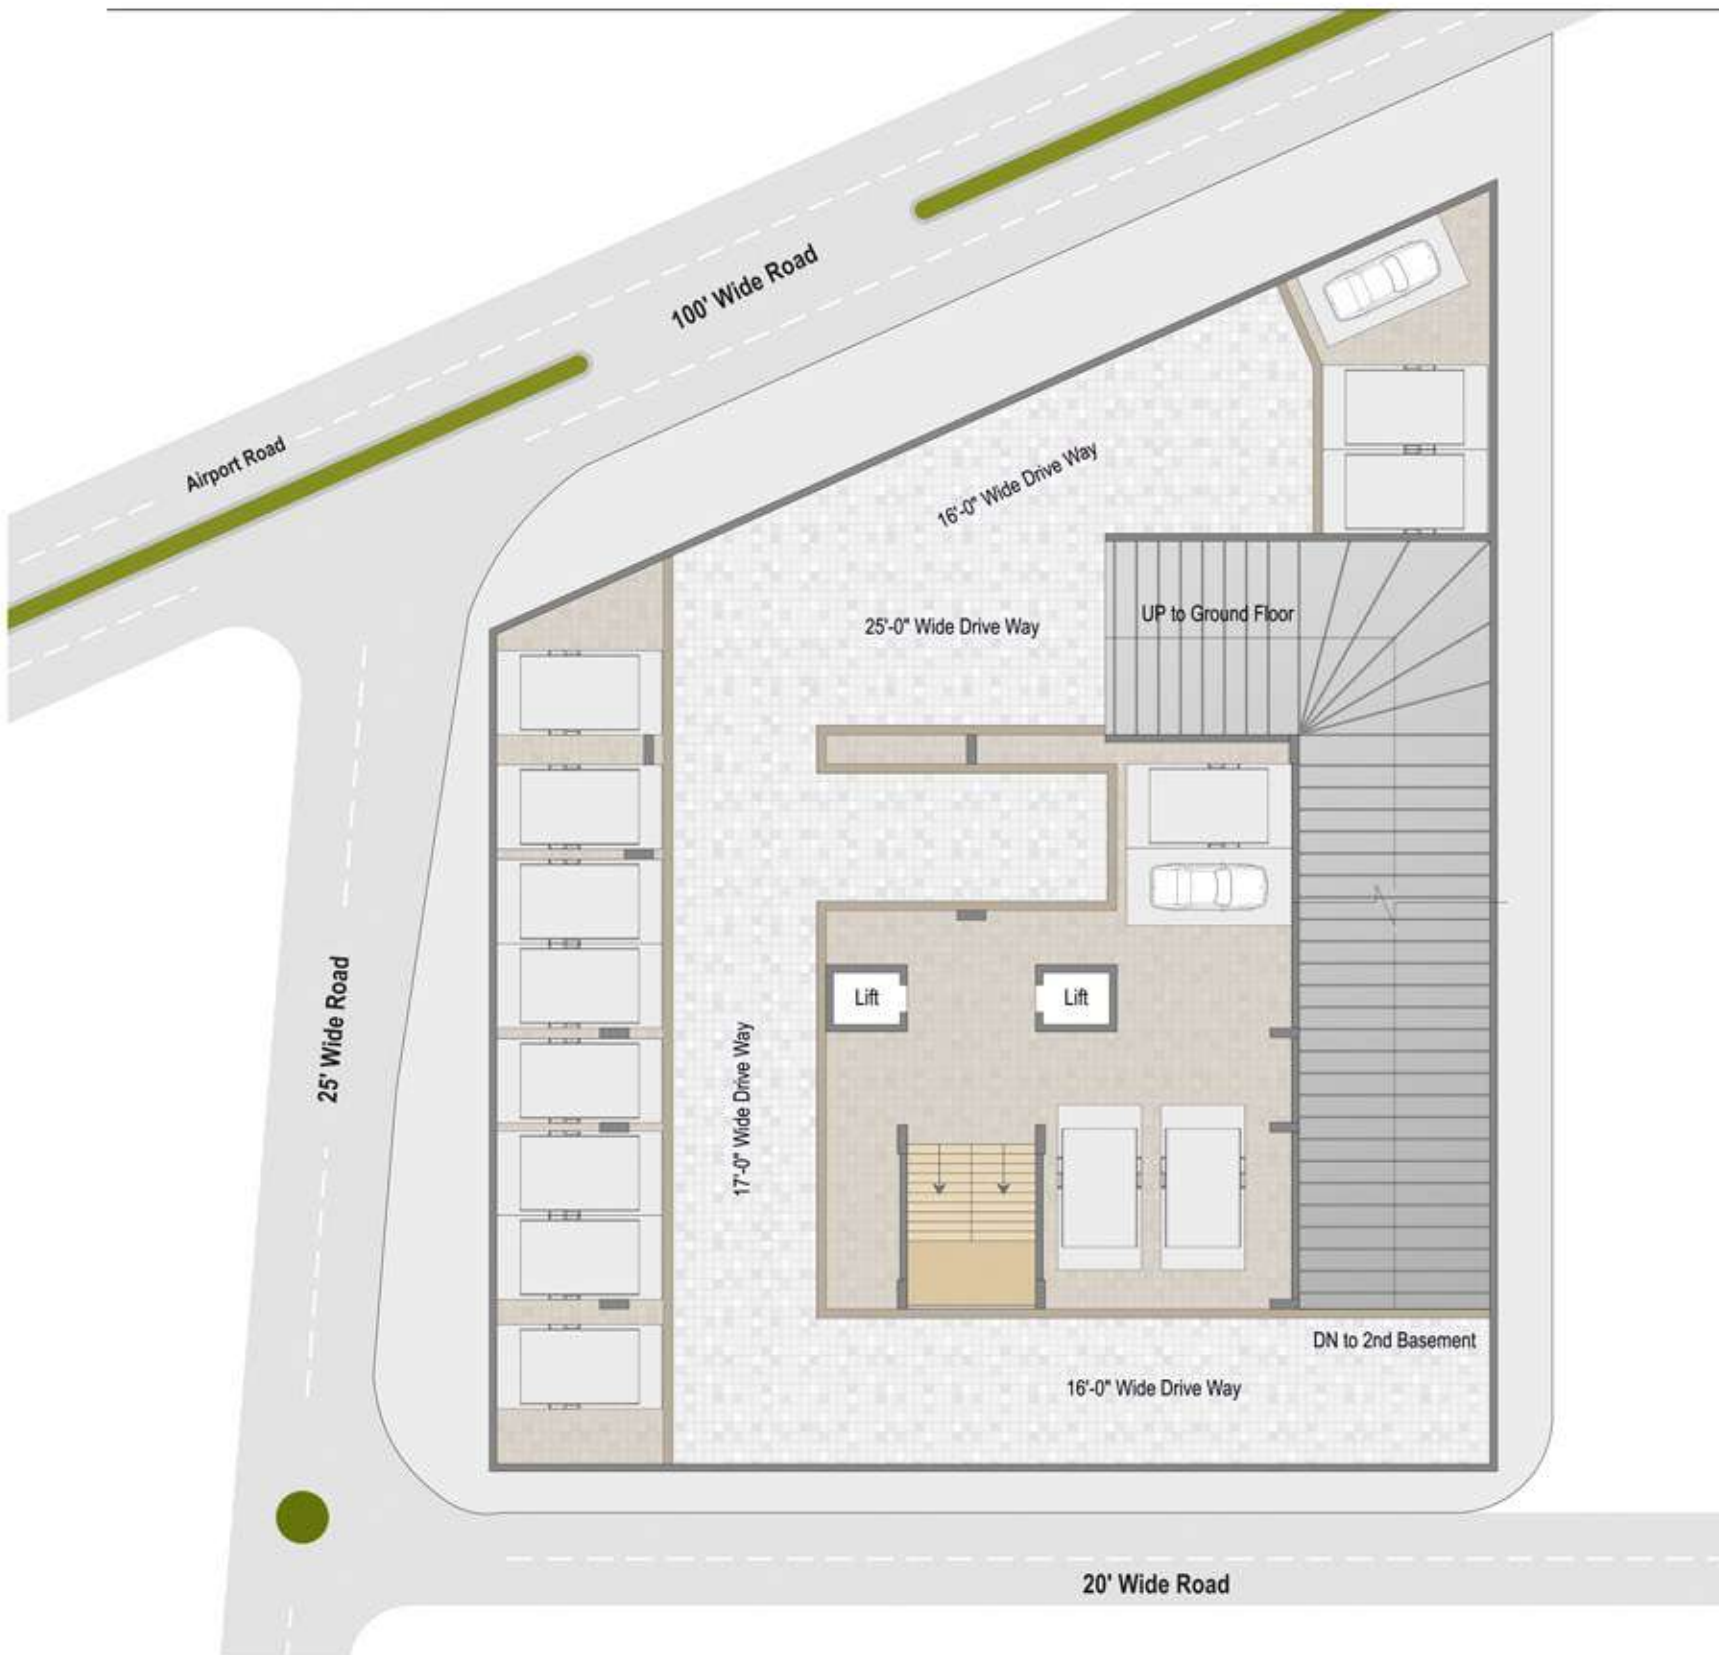 100' Wide Road
Airport Road
16'-0" Wide Drive Way
UP to Ground Floor
25'-0" Wide Drive Way
Lift
Lift
25' Wide Road
17'-0" Wide Drive Way
DN to 2nd Basement
16'-0" Wide Drive Way
20' Wide Road